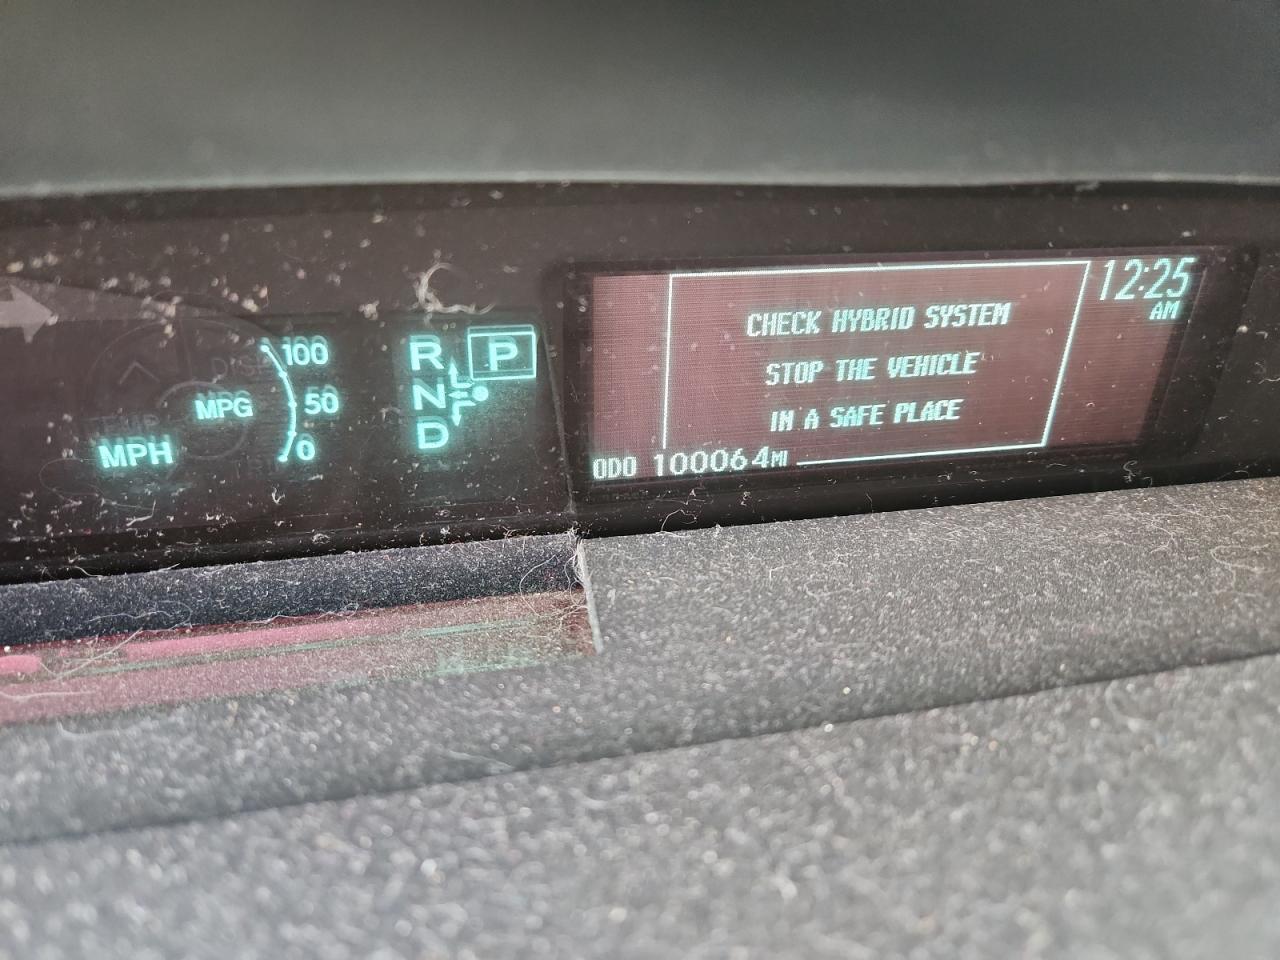 100
MPG
50
MPH
0
R
P
N
D
CHECK HYBRID SYSTEM
STOP THE VEHICLE
IN A SAFE PLACE
12:25
AM
ODO 100064MI